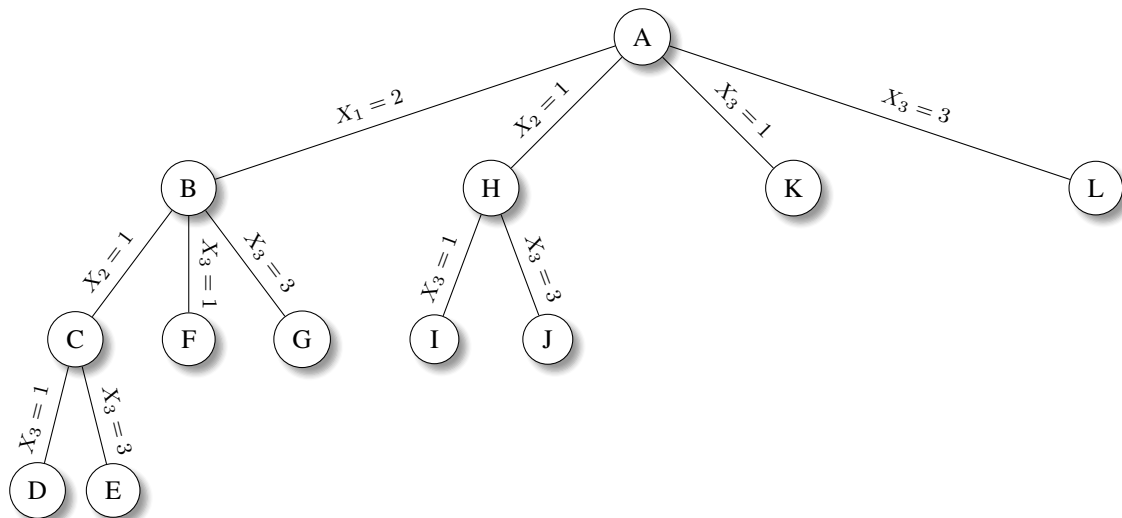 A
X₁ = 2
X₂ = 1
X₃ = 1
X₃ = 3
B
H
K
L
X₂ = 1
X₃ = 1
X₃ = 3
X₃ = 1
X₃ = 3
C
F
G
I
J
X₃ = 1
X₃ = 3
D
E